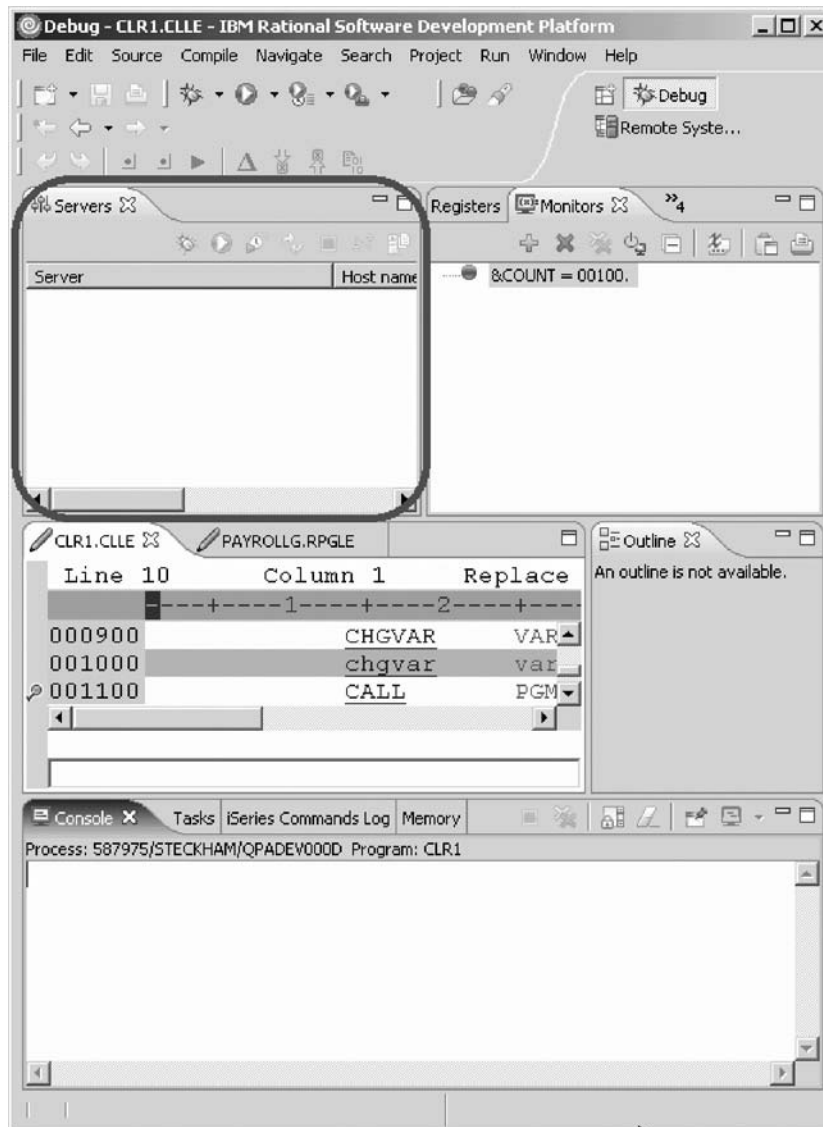 Debug - CLR1.CLLE - IBM Rational Software Development Platform
File Edit Source Compile Navigate Search Project Run Window Help
Debug
Remote Syste...
Servers
Registers Monitors »4
Server Host name
&COUNT = 00100.
CLR1.CLLE PAYROLLG.RPGLE
Outline
Line 10 Column 1 Replace
An outline is not available.
----+----1----+----2----+----
000900 CHGVAR VAR
001000 chgvar var
001100 CALL PGM
Console Tasks iSeries Commands Log Memory
Process: 587975/STECKHAM/QPADEV000D Program: CLR1